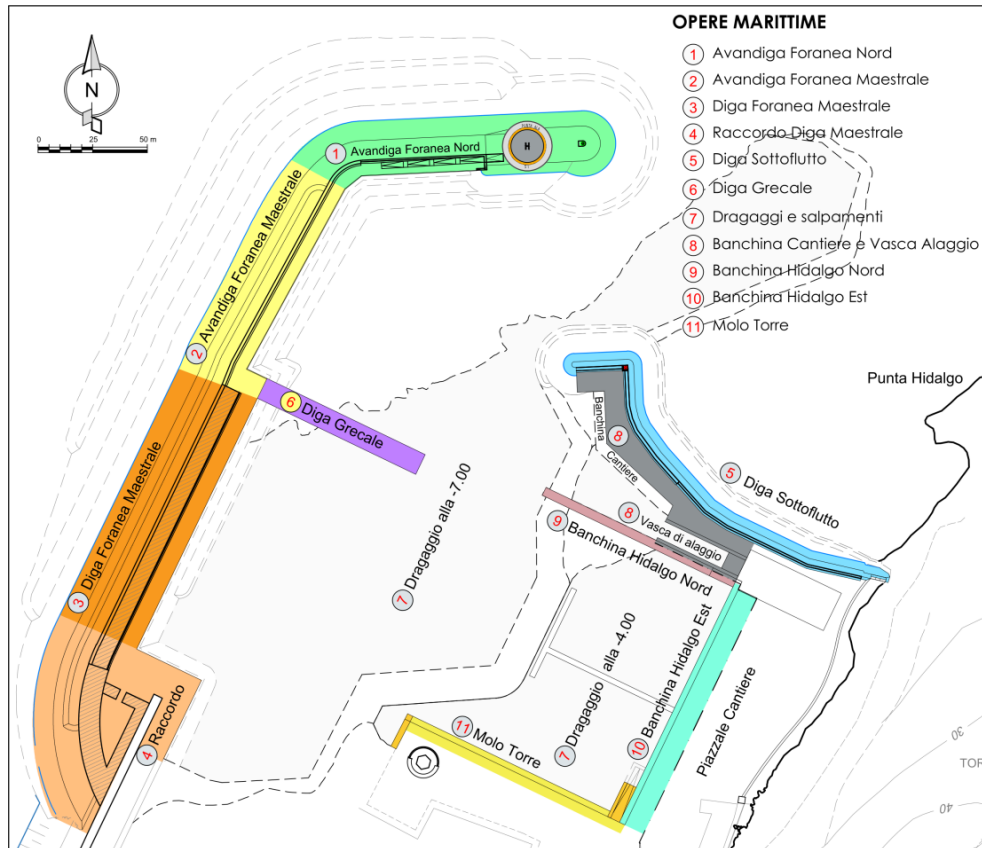 OPERE MARITTIME
1 Avandiga Foranea Nord
2 Avandiga Foranea Maestrale
3 Diga Foranea Maestrale
4 Raccordo Diga Maestrale
5 Diga Sottoflutto
6 Diga Grecale
7 Dragaggi e salpamenti
8 Banchina Cantiere e Vasca Alaggio
9 Banchina Hidalgo Nord
10 Banchina Hidalgo Est
11 Molo Torre
N
0 25 50 m
1 Avandiga Foranea Nord
H
2 Avandiga Foranea Maestrale
Punta Hidalgo
6 Diga Grecale
Banchina
Cantiere
8
5 Diga Sottoflutto
3 Diga Foranea Maestrale
7 Dragaggio alla -7.00
8 Vasca di alaggio
9 Banchina Hidalgo Nord
4 Raccordo
11 Molo Torre
7 Dragaggio alla -4.00
10 Banchina Hidalgo Est
Piazzale Cantiere
30
TOR
40